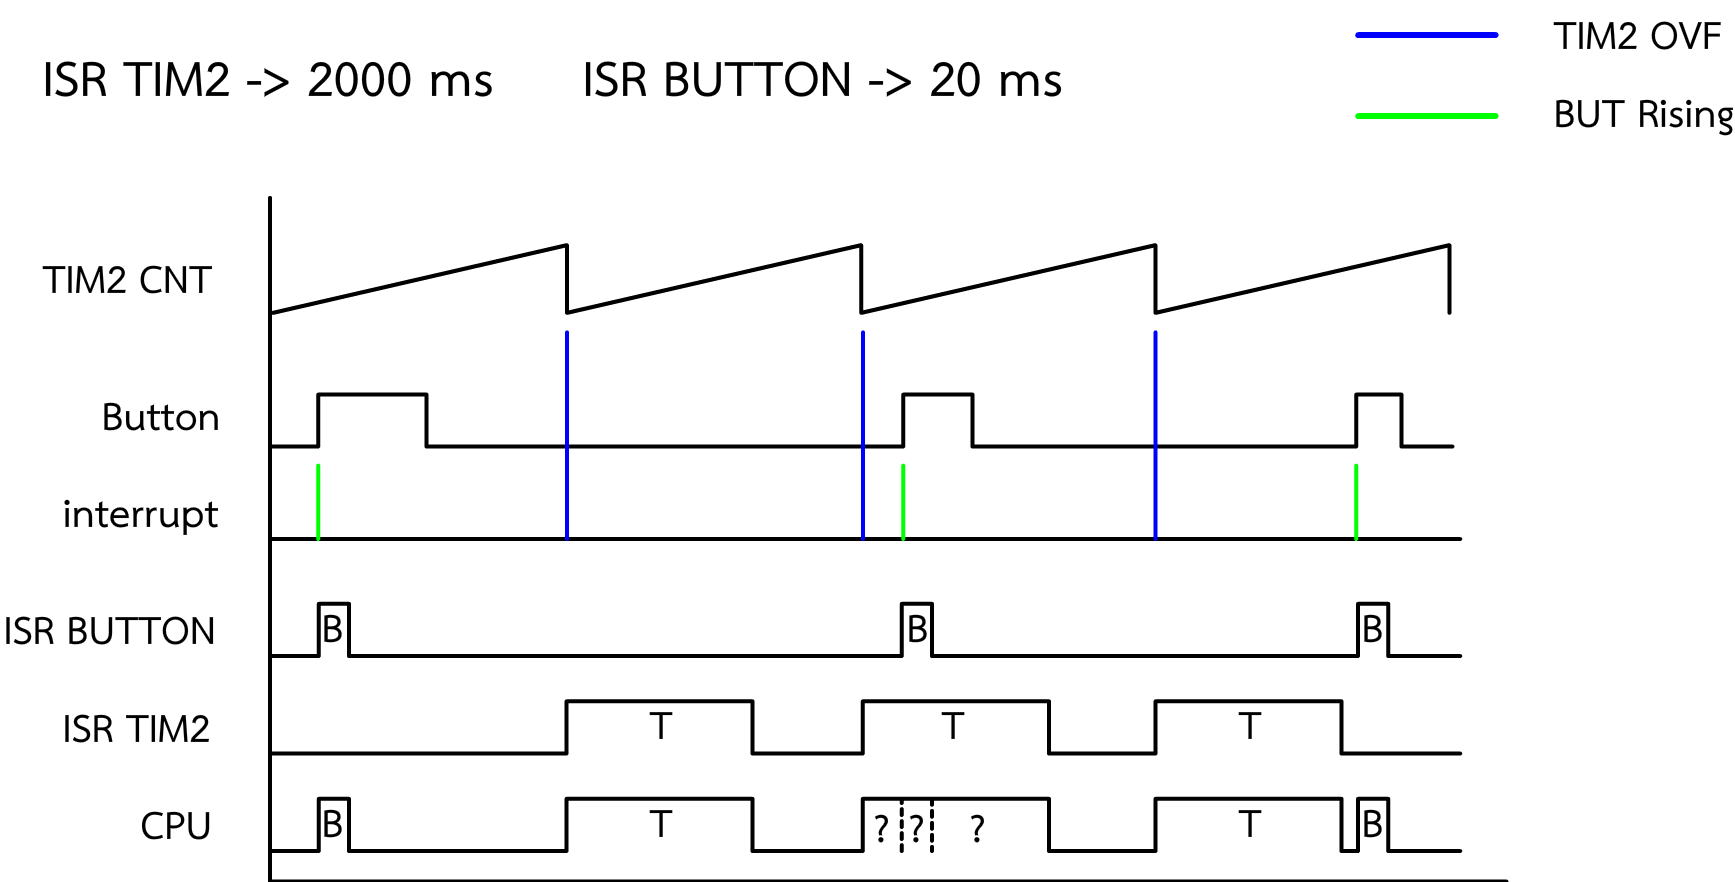 TIM2 OVF
ISR TIM2 -> 2000 ms ISR BUTTON -> 20 ms
BUT Rising
TIM2 CNT
Button
interrupt
ISR BUTTON B B B
ISR TIM2 T T T
CPU B T ? ? ? T B